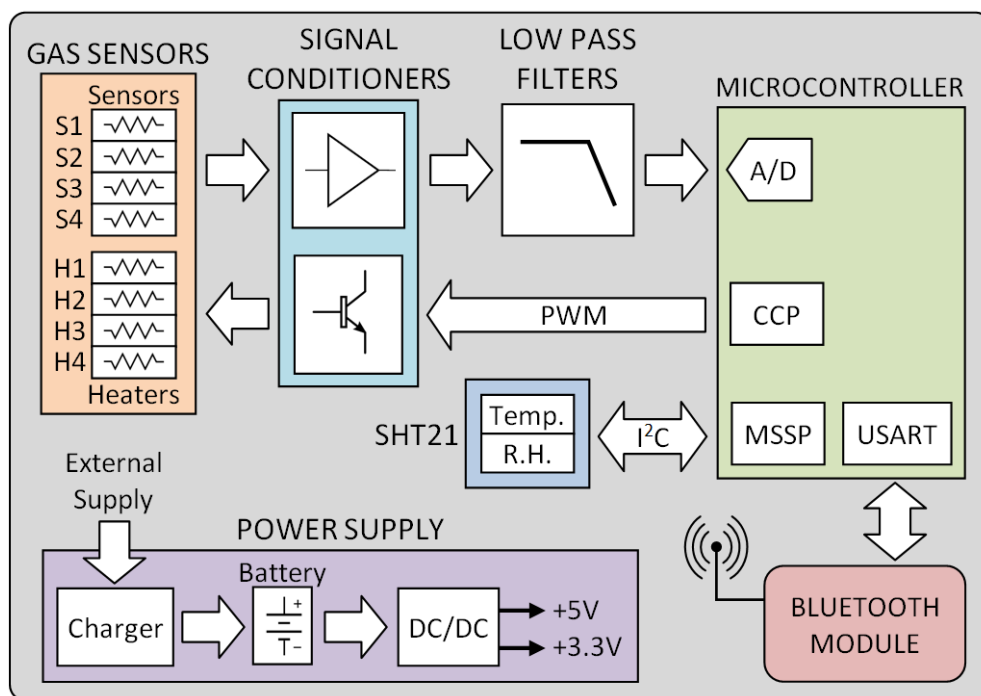 GAS SENSORS
Sensors
S1
S2
S3
S4
H1
H2
H3
H4
Heaters
SIGNAL
CONDITIONERS
LOW PASS
FILTERS
MICROCONTROLLER
A/D
PWM
CCP
SHT21
Temp.
R.H.
I²C
MSSP
USART
External
Supply
POWER SUPPLY
Charger
Battery
+
−
DC/DC
+5V
+3.3V
BLUETOOTH
MODULE